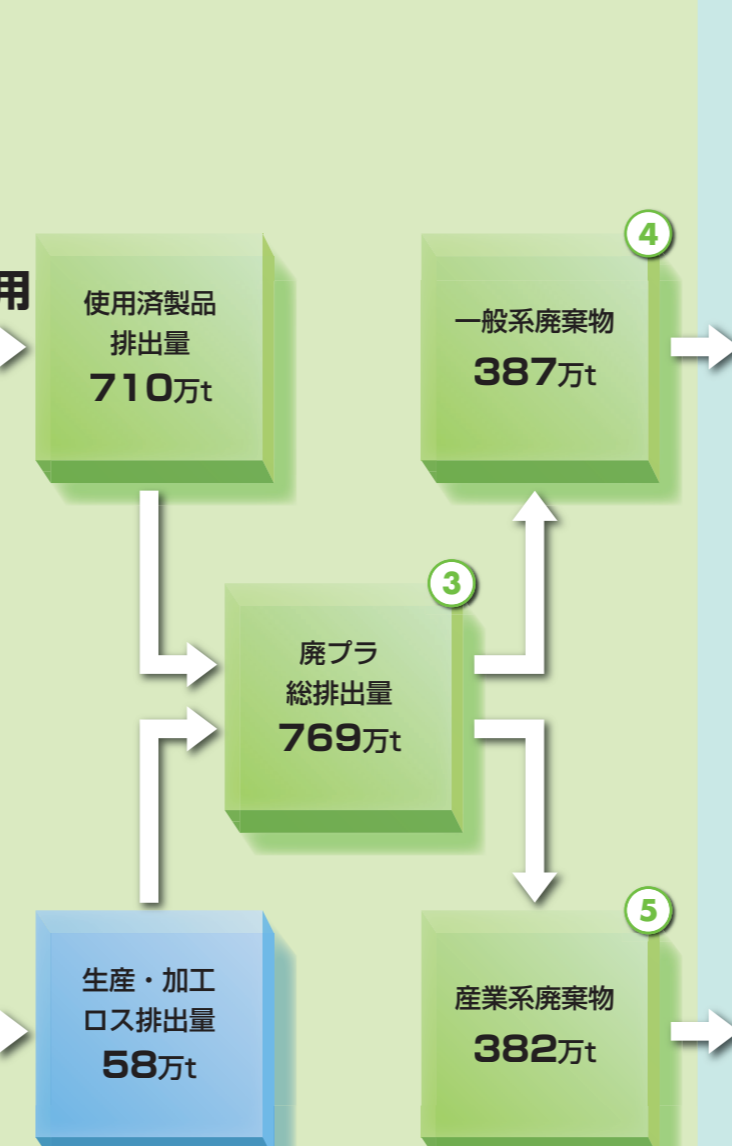 用
使用済製品
排出量
710万t
④
一般系廃棄物
387万t
③
廃プラ
総排出量
769万t
生産・加工
ロス排出量
58万t
⑤
産業系廃棄物
382万t